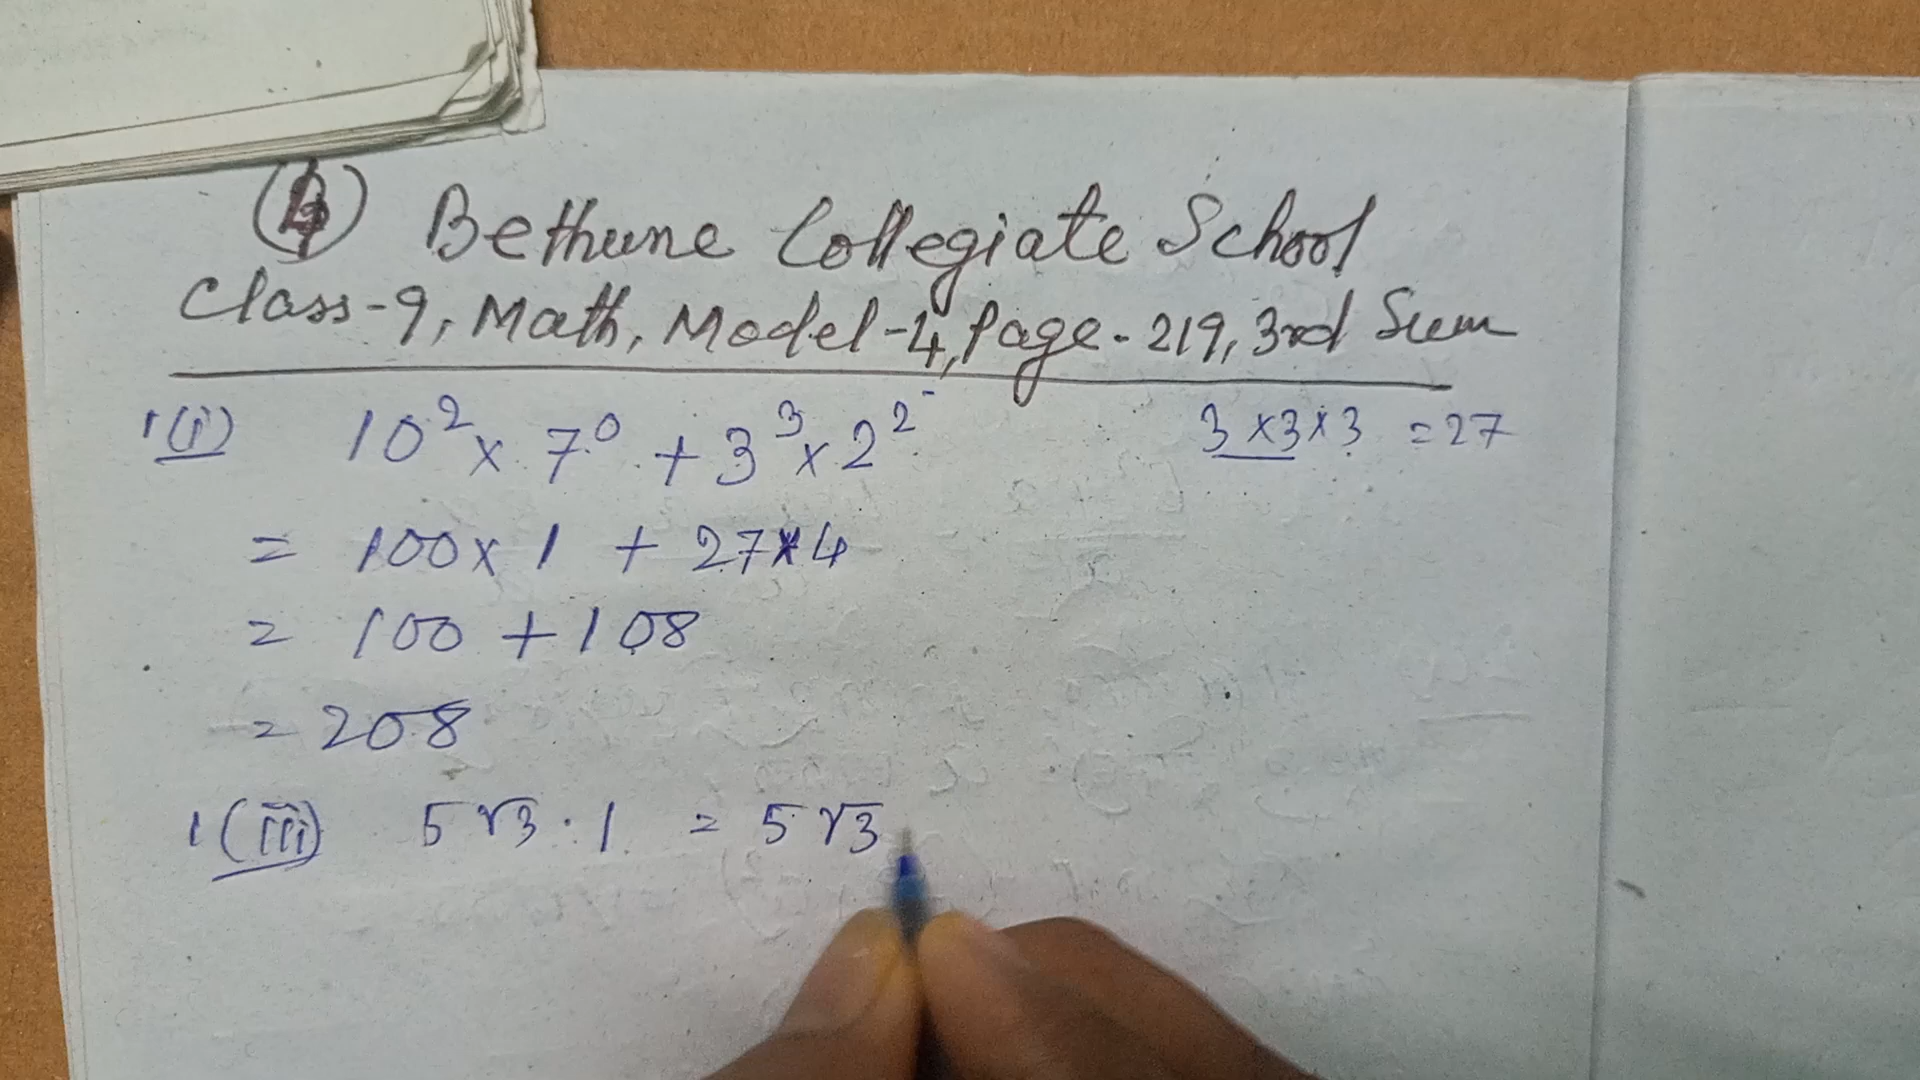 (4) Bethune Collegiate School
Class-9, Math, Model-4, Page-219, 3rd Sum
1(i) 10² x 7⁰ + 3³ x 2² 3 x 3 x 3 = 27
= 100 x 1 + 27 x 4
= 100 + 108
= 208
1(iii) 5√3 . 1 = 5√3